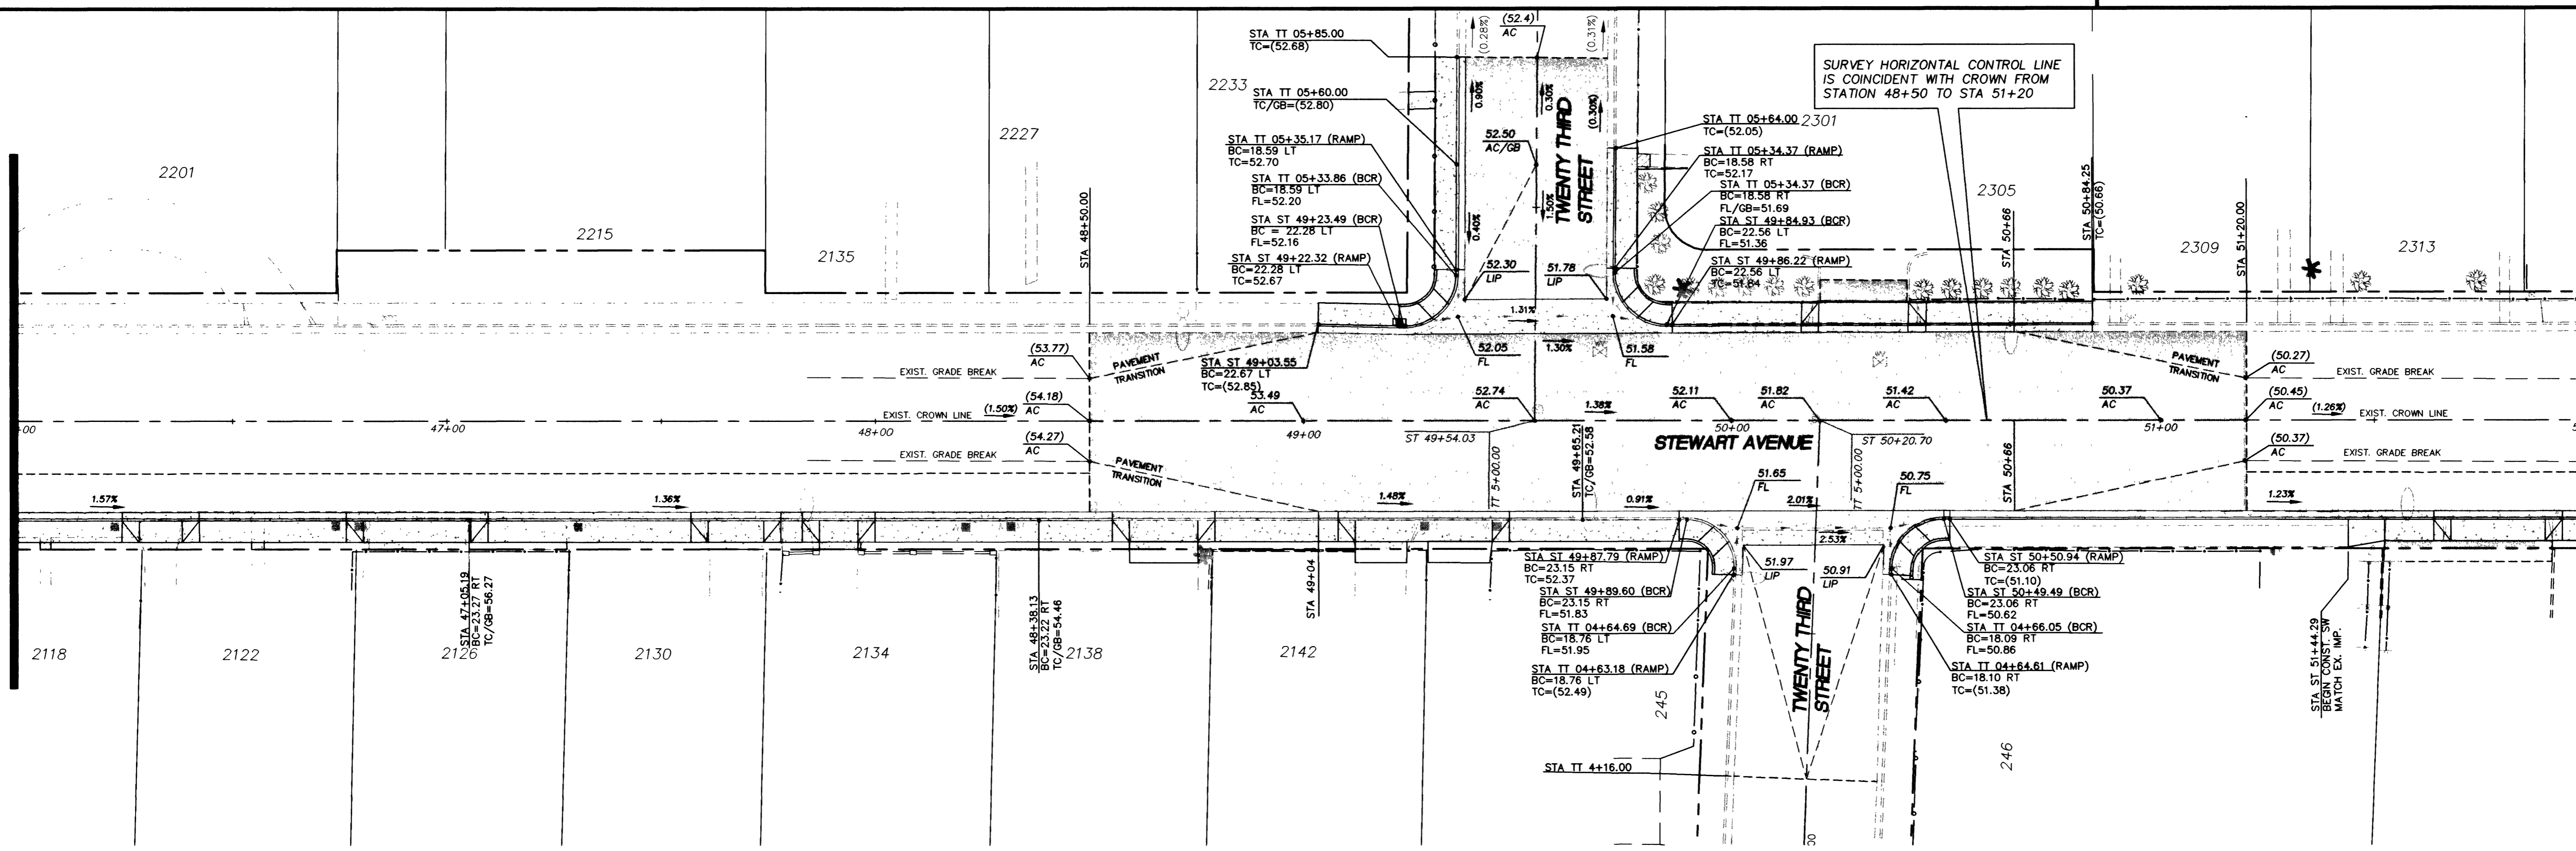 STA TT 05+85.00
TC=(52.68)
(0.28%)
(52.4)
AC
(0.31%)
SURVEY HORIZONTAL CONTROL LINE
IS COINCIDENT WITH CROWN FROM
STATION 48+50 TO STA 51+20
2233
STA TT 05+60.00
TC/GB=(52.80)
0.90%
0.30%
(0.30%)
TWENTY THIRD
STREET
52.50
AC/GB
STA TT 05+64.00
TC=(52.05)
2301
2227
2201
STA TT 05+35.17 (RAMP)
BC=18.59 LT
TC=52.70
STA TT 05+34.37 (RAMP)
BC=18.58 RT
TC=52.17
STA TT 05+33.86 (BCR)
BC=18.59 LT
FL=52.20
STA TT 05+34.37 (BCR)
BC=18.58 RT
FL/GB=51.69
2305
STA ST 49+23.49 (BCR)
BC = 22.28 LT
FL=52.16
0.40%
1.50%
STA ST 49+84.93 (BCR)
BC=22.56 LT
FL=51.36
STA 50+66
STA 50+84.25
TC=(50.66)
STA 51+20.00
2215
2135
STA 48+50.00
2309
2313
STA ST 49+22.32 (RAMP)
BC=22.28 LT
TC=52.67
52.30
LIP
51.78
LIP
STA ST 49+86.22 (RAMP)
BC=22.56 LT
TC=51.84
1.31%
1.30%
(53.77)
AC
PAVEMENT
TRANSITION
STA ST 49+03.55
BC=22.67 LT
TC=(52.85)
52.05
FL
51.58
FL
PAVEMENT
TRANSITION
(50.27)
AC
EXIST. GRADE BREAK
EXIST. GRADE BREAK
(54.18)
AC
53.49
AC
52.74
AC
1.38%
52.11
AC
51.82
AC
51.42
AC
50.37
AC
(50.45)
AC
EXIST. CROWN LINE
(1.50%)
(1.26%)
EXIST. CROWN LINE
+00
47+00
48+00
49+00
50+00
51+00
ST 49+54.03
STEWART AVENUE
ST 50+20.70
(54.27)
AC
EXIST. GRADE BREAK
PAVEMENT
TRANSITION
TT 5+00.00
STA 49+65.21
TC/GB=52.58
TT 5+00.00
STA 50+66
(50.37)
AC
EXIST. GRADE BREAK
1.57%
1.36%
1.48%
0.91%
51.65
FL
2.01%
50.75
FL
1.23%
2.53%
STA ST 49+87.79 (RAMP)
BC=23.15 RT
TC=52.37
51.97
LIP
50.91
LIP
STA ST 50+50.94 (RAMP)
BC=23.06 RT
TC=(51.10)
STA ST 49+89.60 (BCR)
BC=23.15 RT
FL=51.83
STA ST 50+49.49 (BCR)
BC=23.06 RT
FL=50.62
STA 47+05.19
BC=23.27 RT
TC/GB=56.27
STA 48+38.13
BC=23.22 RT
TC/GB=54.46
STA 49+04
STA TT 04+64.69 (BCR)
BC=18.76 LT
FL=51.95
TWENTY THIRD
STREET
STA TT 04+66.05 (BCR)
BC=18.09 RT
FL=50.86
STA ST 51+44.29
BEGIN CONST. SW
MATCH EX. IMP.
2118
2122
2126
2130
2134
2138
2142
STA TT 04+63.18 (RAMP)
BC=18.76 LT
TC=(52.49)
STA TT 04+64.61 (RAMP)
BC=18.10 RT
TC=(51.38)
245
246
STA TT 4+16.00
00